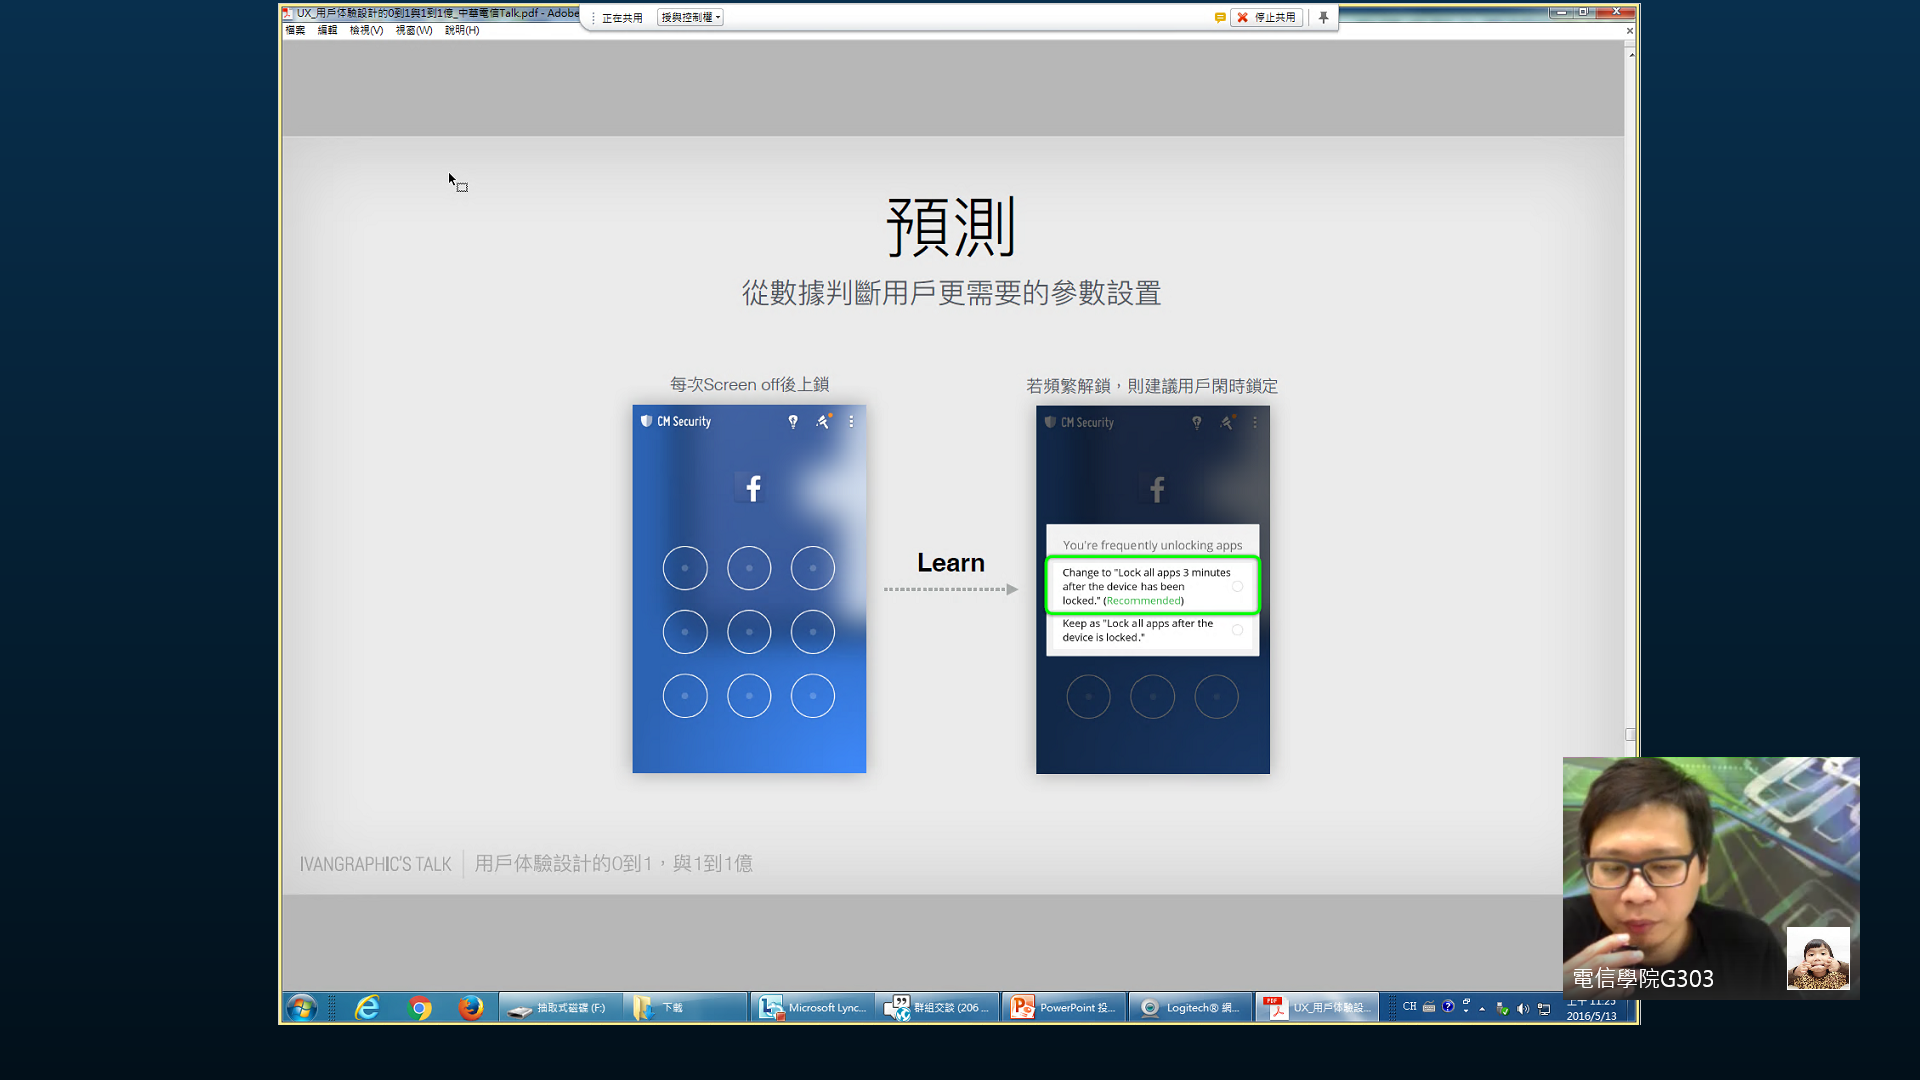 UX_用戶体驗設計的0到1與1到1億_中華電信Talk.pdf - Adobe
正在共用
授與控制權
停止共用
檔案 編輯 檢視(V) 視窗(W) 說明(H)
預測
從數據判斷用戶更需要的參數設置
每次Screen off後上鎖
若頻繁解鎖，則建議用戶閑時鎖定
CM Security
CM Security
Learn
You're frequently unlocking apps
Change to "Lock all apps 3 minutes
after the device has been
locked." (Recommended)
Keep as "Lock all apps after the
device is locked."
IVANGRAPHIC'S TALK
用戶体驗設計的0到1，與1到1億
電信學院G303
抽取式磁碟 (F:)
下載
Microsoft Lync...
群組交談 (206 ...
PowerPoint 投...
Logitech® 網...
UX_用戶体驗設...
CH
上午 11:25
2016/5/13